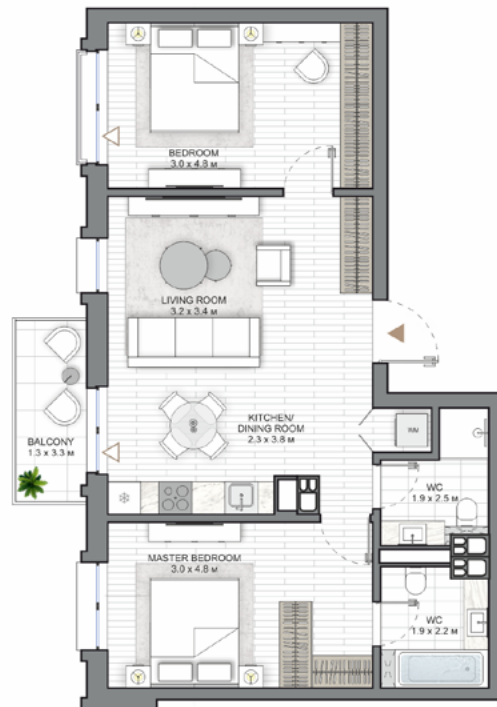 BEDROOM
3.0 x 4.8 м
LIVING ROOM
3.2 x 3.4 м
KITCHEN/
DINING ROOM
2.3 x 3.8 м
WM
BALCONY
1.3 x 3.3 м
WC
1.9 x 2.5 м
MASTER BEDROOM
3.0 x 4.8 м
WC
1.9 x 2.2 м